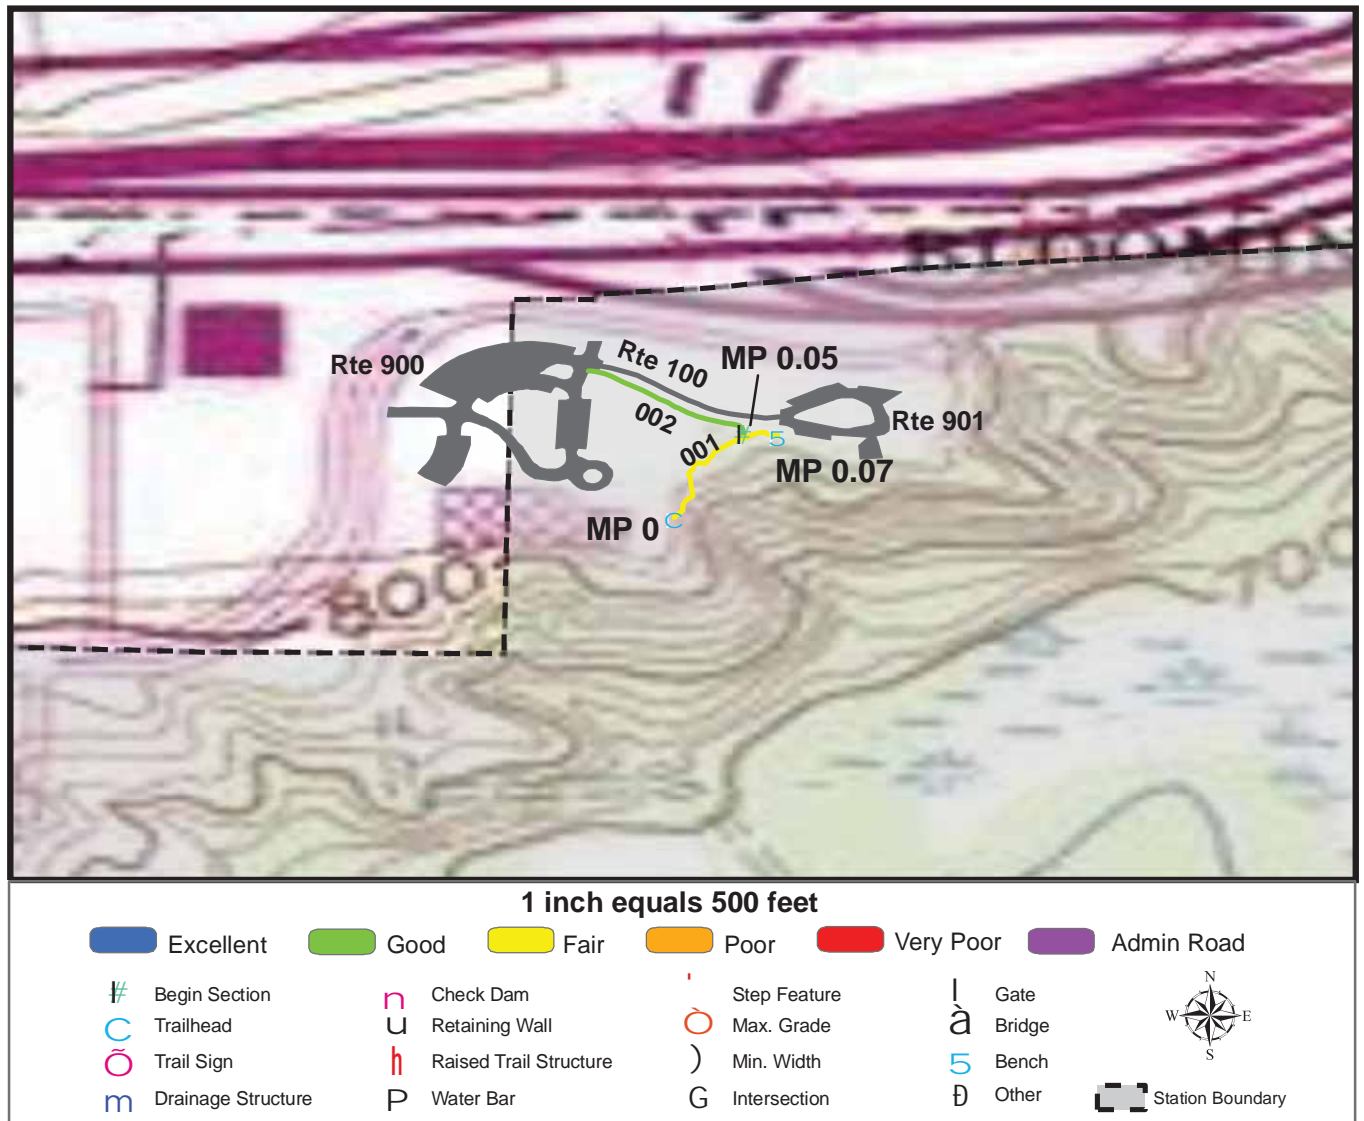 Rte 900
Rte 100
MP 0.05
002
001
Rte 901
MP 0.07
MP 0
800
1 inch equals 500 feet
Excellent
Good
Fair
Poor
Very Poor
Admin Road
# Begin Section
C Trailhead
Õ Trail Sign
m Drainage Structure
n Check Dam
u Retaining Wall
h Raised Trail Structure
P Water Bar
' Step Feature
Ò Max. Grade
) Min. Width
G Intersection
l Gate
à Bridge
5 Bench
Ð Other
N
W E
S
Station Boundary